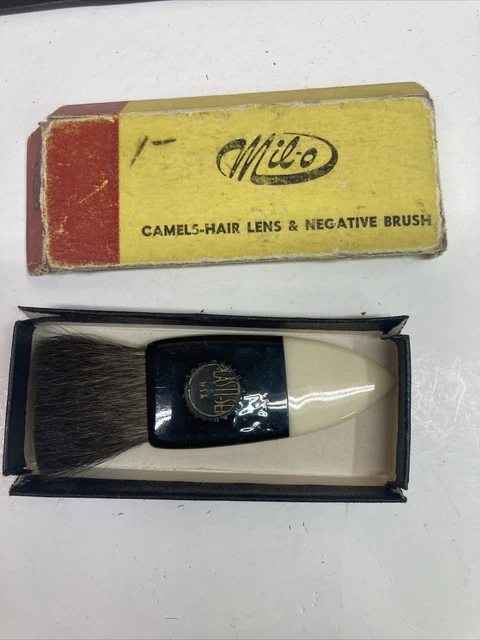 1-
Mil-o
CAMELS-HAIR LENS & NEGATIVE BRUSH